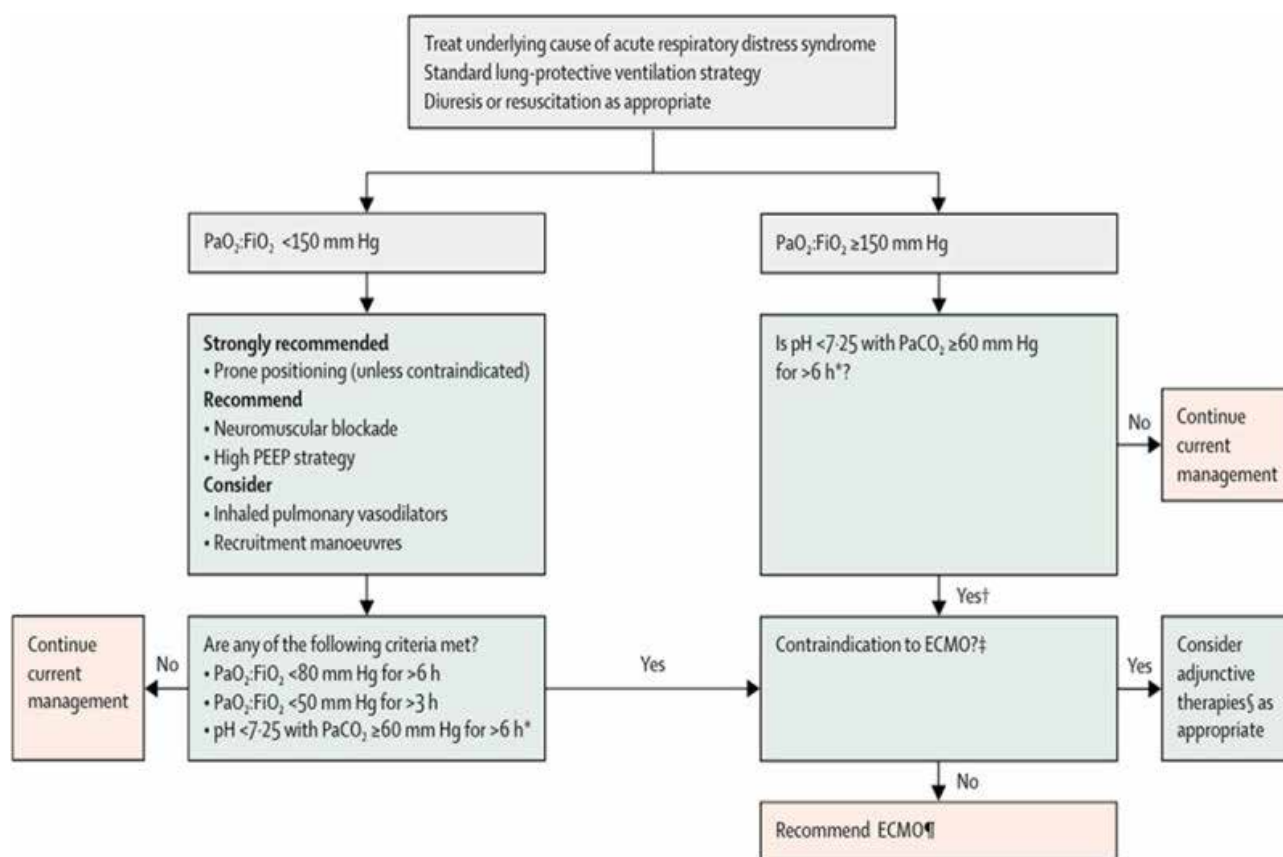 Treat underlying cause of acute respiratory distress syndrome
Standard lung-protective ventilation strategy
Diuresis or resuscitation as appropriate
PaO₂:FiO₂ <150 mm Hg
PaO₂:FiO₂ ≥150 mm Hg
Strongly recommended
• Prone positioning (unless contraindicated)
Recommend
• Neuromuscular blockade
• High PEEP strategy
Consider
• Inhaled pulmonary vasodilators
• Recruitment manoeuvres
Is pH <7·25 with PaCO₂ ≥60 mm Hg
for >6 h*?
No
Continue
current
management
Yes†
Continue
current
management
No
Are any of the following criteria met?
• PaO₂:FiO₂ <80 mm Hg for >6 h
• PaO₂:FiO₂ <50 mm Hg for >3 h
• pH <7·25 with PaCO₂ ≥60 mm Hg for >6 h*
Yes
Contraindication to ECMO?‡
Yes
Consider
adjunctive
therapies§ as
appropriate
No
Recommend ECMO¶